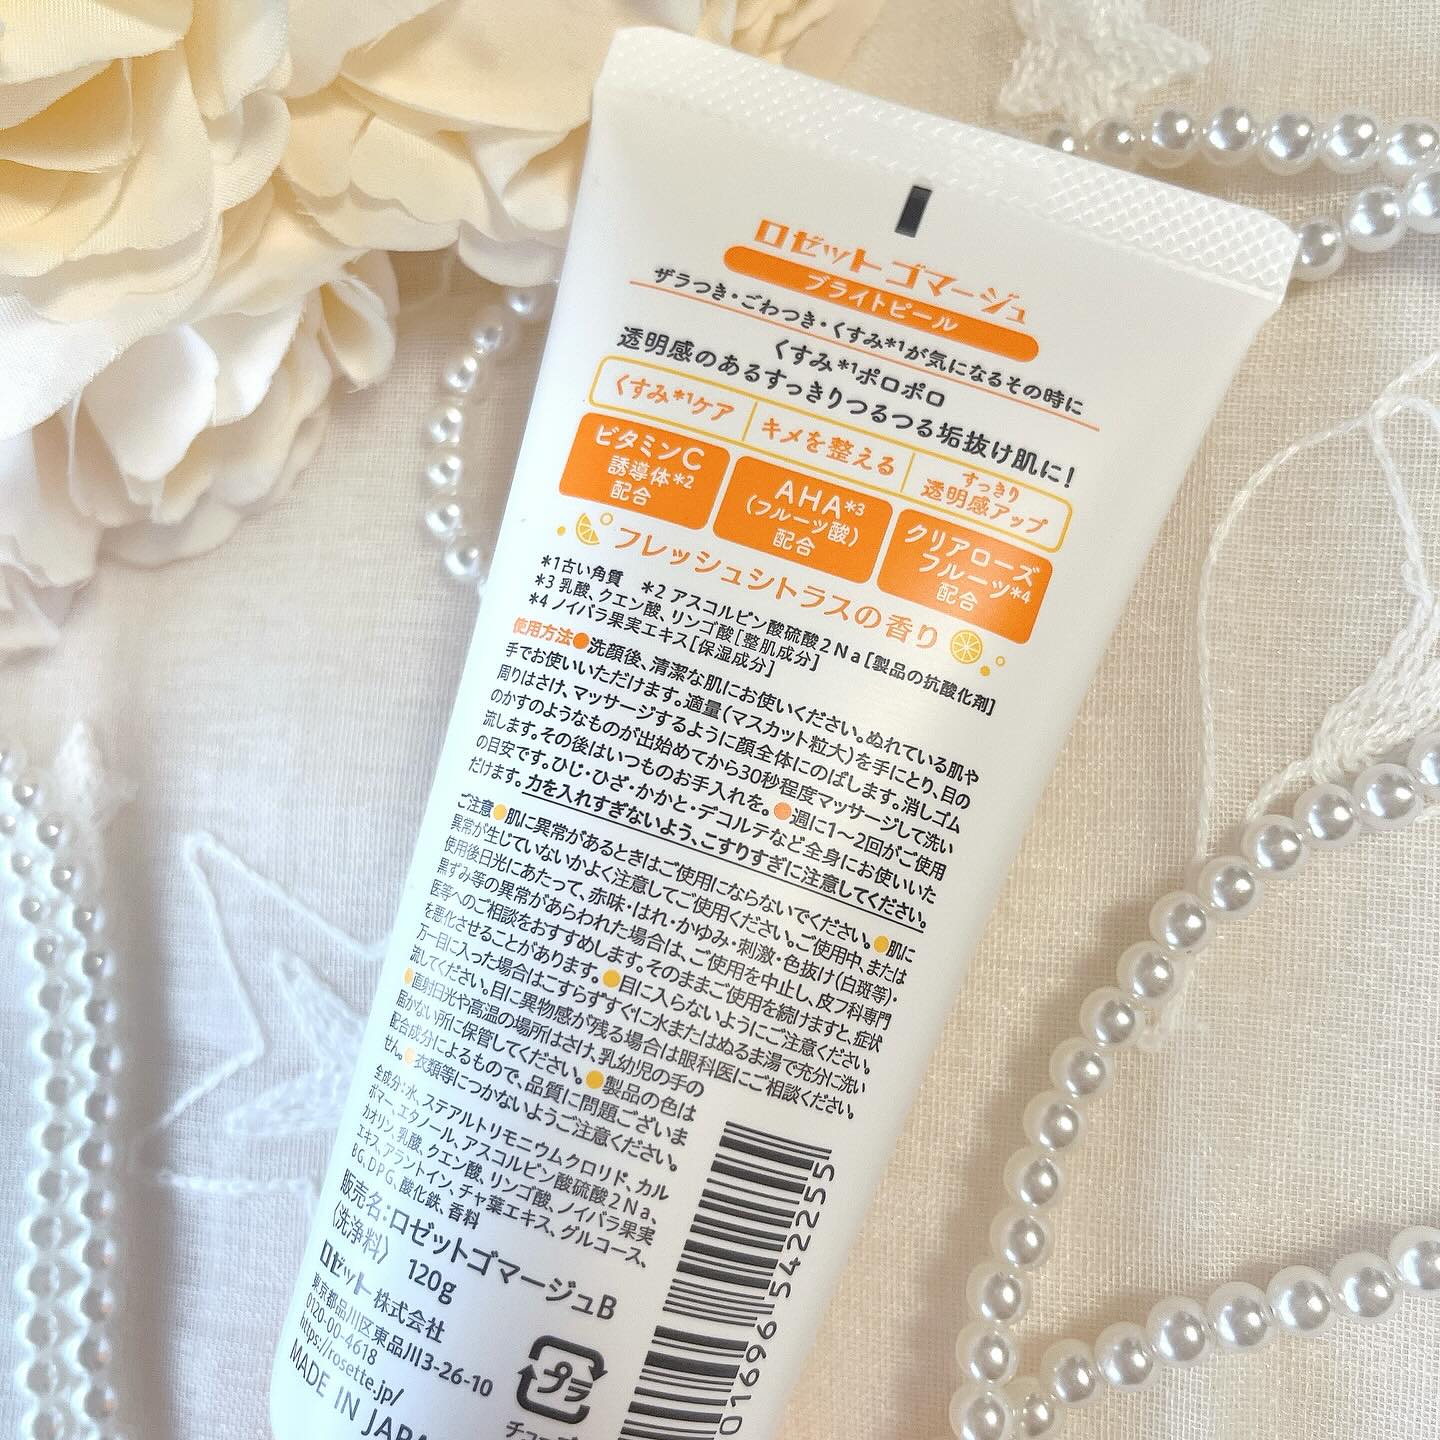 ロゼット ゴマージュ
ブライトピール
ザラつき・ごわつき・くすみ*1が気になるその時に
くすみ*1ポロポロ
透明感のあるすっきりつるつる垢抜け肌に!
くすみ*1ケア
キメを整える
すっきり
透明感アップ
ビタミンC
誘導体*2
配合
AHA*3
(フルーツ酸)
配合
クリアローズ
フルーツ*4
配合
フレッシュシトラスの香り
*1古い角質 *2 アスコルビン酸硫酸2Na[製品の抗酸化剤]
*3 乳酸、クエン酸、リンゴ酸[整肌成分]
*4 ノイバラ果実エキス[保湿成分]
使用方法●洗顔後、清潔な肌にお使いください。ぬれている肌や
手でお使いいただけます。適量(マスカット粒大)を手にとり、目の
周りはさけ、マッサージするように顔全体にのばします。消しゴム
のかすのようなものが出始めてから30秒程度マッサージして洗い
流します。その後はいつものお手入れを。●週に1〜2回がご使用
の目安です。ひじ・ひざ・かかと・デコルテなど全身にお使いいた
だけます。力を入れすぎないよう、こすりすぎに注意してください。
ご注意●肌に異常があるときはご使用にならないでください。●肌に
異常が生じていないかよく注意してご使用ください。ご使用中、または
使用後日光にあたって、赤味・はれ・かゆみ・刺激・色抜け(白斑等)・
黒ずみ等の異常があらわれた場合は、ご使用を中止し、皮フ科専門
医等へのご相談をおすすめします。そのままご使用を続けますと、症状
を悪化させることがあります。●目に入らないようにご注意ください。
万一目に入った場合はこすらずすぐに水またはぬるま湯で充分に洗い
流してください。目に異物感が残る場合は眼科医にご相談ください。
●直射日光や高温の場所はさけ、乳幼児の手の
届かない所に保管してください。●製品の色は
配合成分によるもので、品質に問題ございま
せん。●衣類等につかないようご注意ください。
全成分:水、ステアルトリモニウムクロリド、カル
ボマー、エタノール、アスコルビン酸硫酸2Na、
カオリン、乳酸、クエン酸、リンゴ酸、ノイバラ果実
エキス、アラントイン、チャ葉エキス、グルコース、
BG、DPG、酸化鉄、香料
販売名:ロゼットゴマージュB
〈洗浄料〉 120g
ロゼット株式会社
東京都品川区東品川3-26-10
0120-00-4618
https://rosette.jp/
MADE IN JAPA
プラ
01696 542255